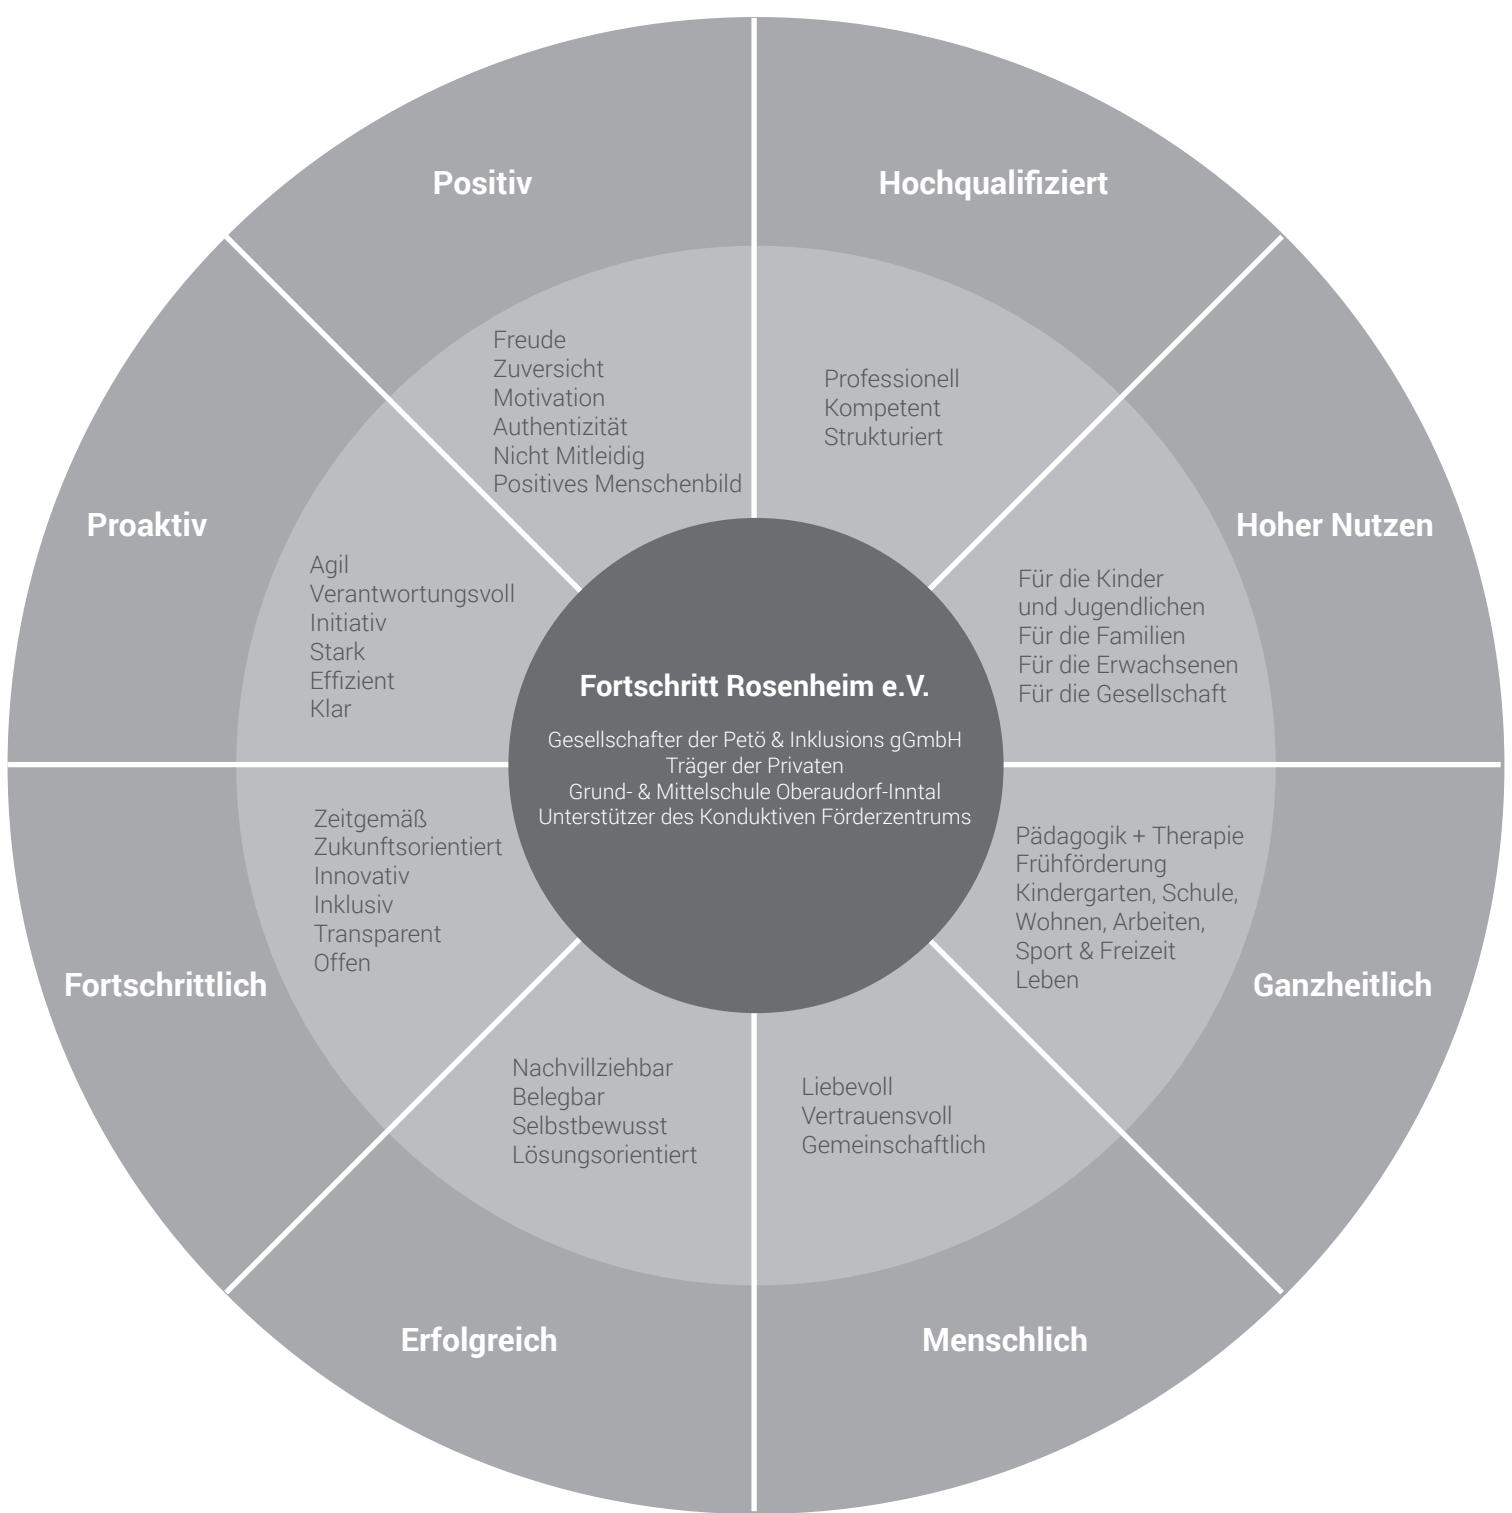 Positiv
Freude
Zuversicht
Motivation
Authentizität
Nicht Mitleidig
Positives Menschenbild
Hochqualifiziert
Professionell
Kompetent
Strukturiert
Hoher Nutzen
Für die Kinder
und Jugendlichen
Für die Familien
Für die Erwachsenen
Für die Gesellschaft
Ganzheitlich
Pädagogik + Therapie
Frühförderung
Kindergarten, Schule,
Wohnen, Arbeiten,
Sport & Freizeit
Leben
Menschlich
Liebevoll
Vertrauensvoll
Gemeinschaftlich
Erfolgreich
Nachvillziehbar
Belegbar
Selbstbewusst
Lösungsorientiert
Fortschrittlich
Zeitgemäß
Zukunftsorientiert
Innovativ
Inklusiv
Transparent
Offen
Proaktiv
Agil
Verantwortungsvoll
Initiativ
Stark
Effizient
Klar
Fortschritt Rosenheim e.V.
Gesellschafter der Petö & Inklusions gGmbH
Träger der Privaten
Grund- & Mittelschule Oberaudorf-Inntal
Unterstützer des Konduktiven Förderzentrums